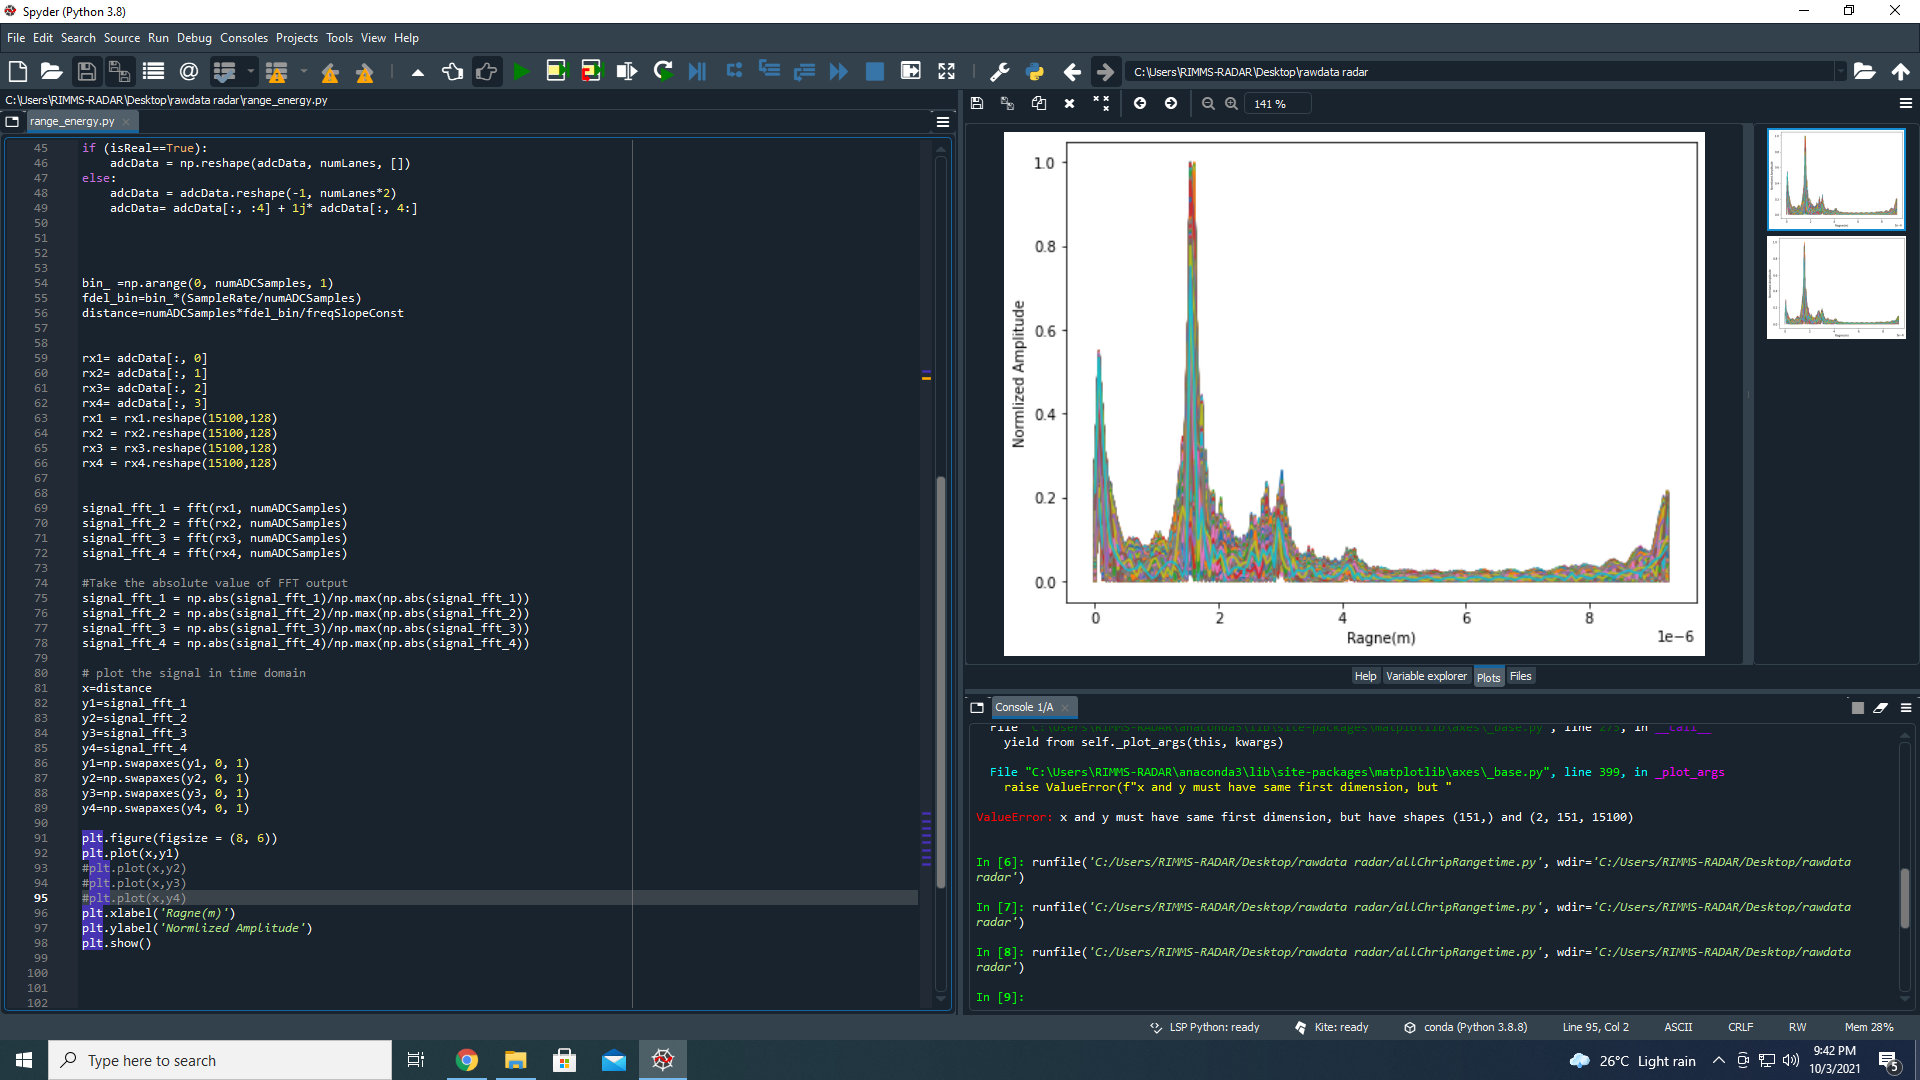 Spyder (Python 3.8)
File Edit Search Source Run Debug Consoles Projects Tools View Help
C:\Users\RIMMS-RADAR\Desktop\rawdata radar
C:\Users\RIMMS-RADAR\Desktop\rawdata radar\range_energy.py
range_energy.py
45 if (isReal==True):
46 adcData = np.reshape(adcData, numLanes, [])
47 else:
48 adcData = adcData.reshape(-1, numLanes*2)
49 adcData= adcData[:, :4] + 1j* adcData[:, 4:]
50
51
52
53
54 bin_ =np.arange(0, numADCSamples, 1)
55 fdel_bin=bin_*(SampleRate/numADCSamples)
56 distance=numADCSamples*fdel_bin/freqSlopeConst
57
58
59 rx1= adcData[:, 0]
60 rx2= adcData[:, 1]
61 rx3= adcData[:, 2]
62 rx4= adcData[:, 3]
63 rx1 = rx1.reshape(15100,128)
64 rx2 = rx2.reshape(15100,128)
65 rx3 = rx3.reshape(15100,128)
66 rx4 = rx4.reshape(15100,128)
67
68
69 signal_fft_1 = fft(rx1, numADCSamples)
70 signal_fft_2 = fft(rx2, numADCSamples)
71 signal_fft_3 = fft(rx3, numADCSamples)
72 signal_fft_4 = fft(rx4, numADCSamples)
73
74 #Take the absolute value of FFT output
75 signal_fft_1 = np.abs(signal_fft_1)/np.max(np.abs(signal_fft_1))
76 signal_fft_2 = np.abs(signal_fft_2)/np.max(np.abs(signal_fft_2))
77 signal_fft_3 = np.abs(signal_fft_3)/np.max(np.abs(signal_fft_3))
78 signal_fft_4 = np.abs(signal_fft_4)/np.max(np.abs(signal_fft_4))
79
80 # plot the signal in time domain
81 x=distance
82 y1=signal_fft_1
83 y2=signal_fft_2
84 y3=signal_fft_3
85 y4=signal_fft_4
86 y1=np.swapaxes(y1, 0, 1)
87 y2=np.swapaxes(y2, 0, 1)
88 y3=np.swapaxes(y3, 0, 1)
89 y4=np.swapaxes(y4, 0, 1)
90
91 plt.figure(figsize = (8, 6))
92 plt.plot(x,y1)
93 #plt.plot(x,y2)
94 #plt.plot(x,y3)
95 #plt.plot(x,y4)
96 plt.xlabel('Ragne(m)')
97 plt.ylabel('Normlized Amplitude')
98 plt.show()
99
100
101
102
141 %
Normlized Amplitude
1.0
0.8
0.6
0.4
0.2
0.0
0 2 4 6 8
Ragne(m)
1e-6
Help Variable explorer Plots Files
Console 1/A
File "C:\Users\RIMMS-RADAR\anaconda3\lib\site-packages\matplotlib\axes\_base.py", line 275, in __call__
yield from self._plot_args(this, kwargs)
File "C:\Users\RIMMS-RADAR\anaconda3\lib\site-packages\matplotlib\axes\_base.py", line 399, in _plot_args
raise ValueError(f"x and y must have same first dimension, but "
ValueError: x and y must have same first dimension, but have shapes (151,) and (2, 151, 15100)
In [6]: runfile('C:/Users/RIMMS-RADAR/Desktop/rawdata radar/allChripRangetime.py', wdir='C:/Users/RIMMS-RADAR/Desktop/rawdata
radar')
In [7]: runfile('C:/Users/RIMMS-RADAR/Desktop/rawdata radar/allChripRangetime.py', wdir='C:/Users/RIMMS-RADAR/Desktop/rawdata
radar')
In [8]: runfile('C:/Users/RIMMS-RADAR/Desktop/rawdata radar/allChripRangetime.py', wdir='C:/Users/RIMMS-RADAR/Desktop/rawdata
radar')
In [9]:
LSP Python: ready Kite: ready conda (Python 3.8.8) Line 95, Col 2 ASCII CRLF RW Mem 28%
Type here to search
26°C Light rain
9:42 PM
10/3/2021
5